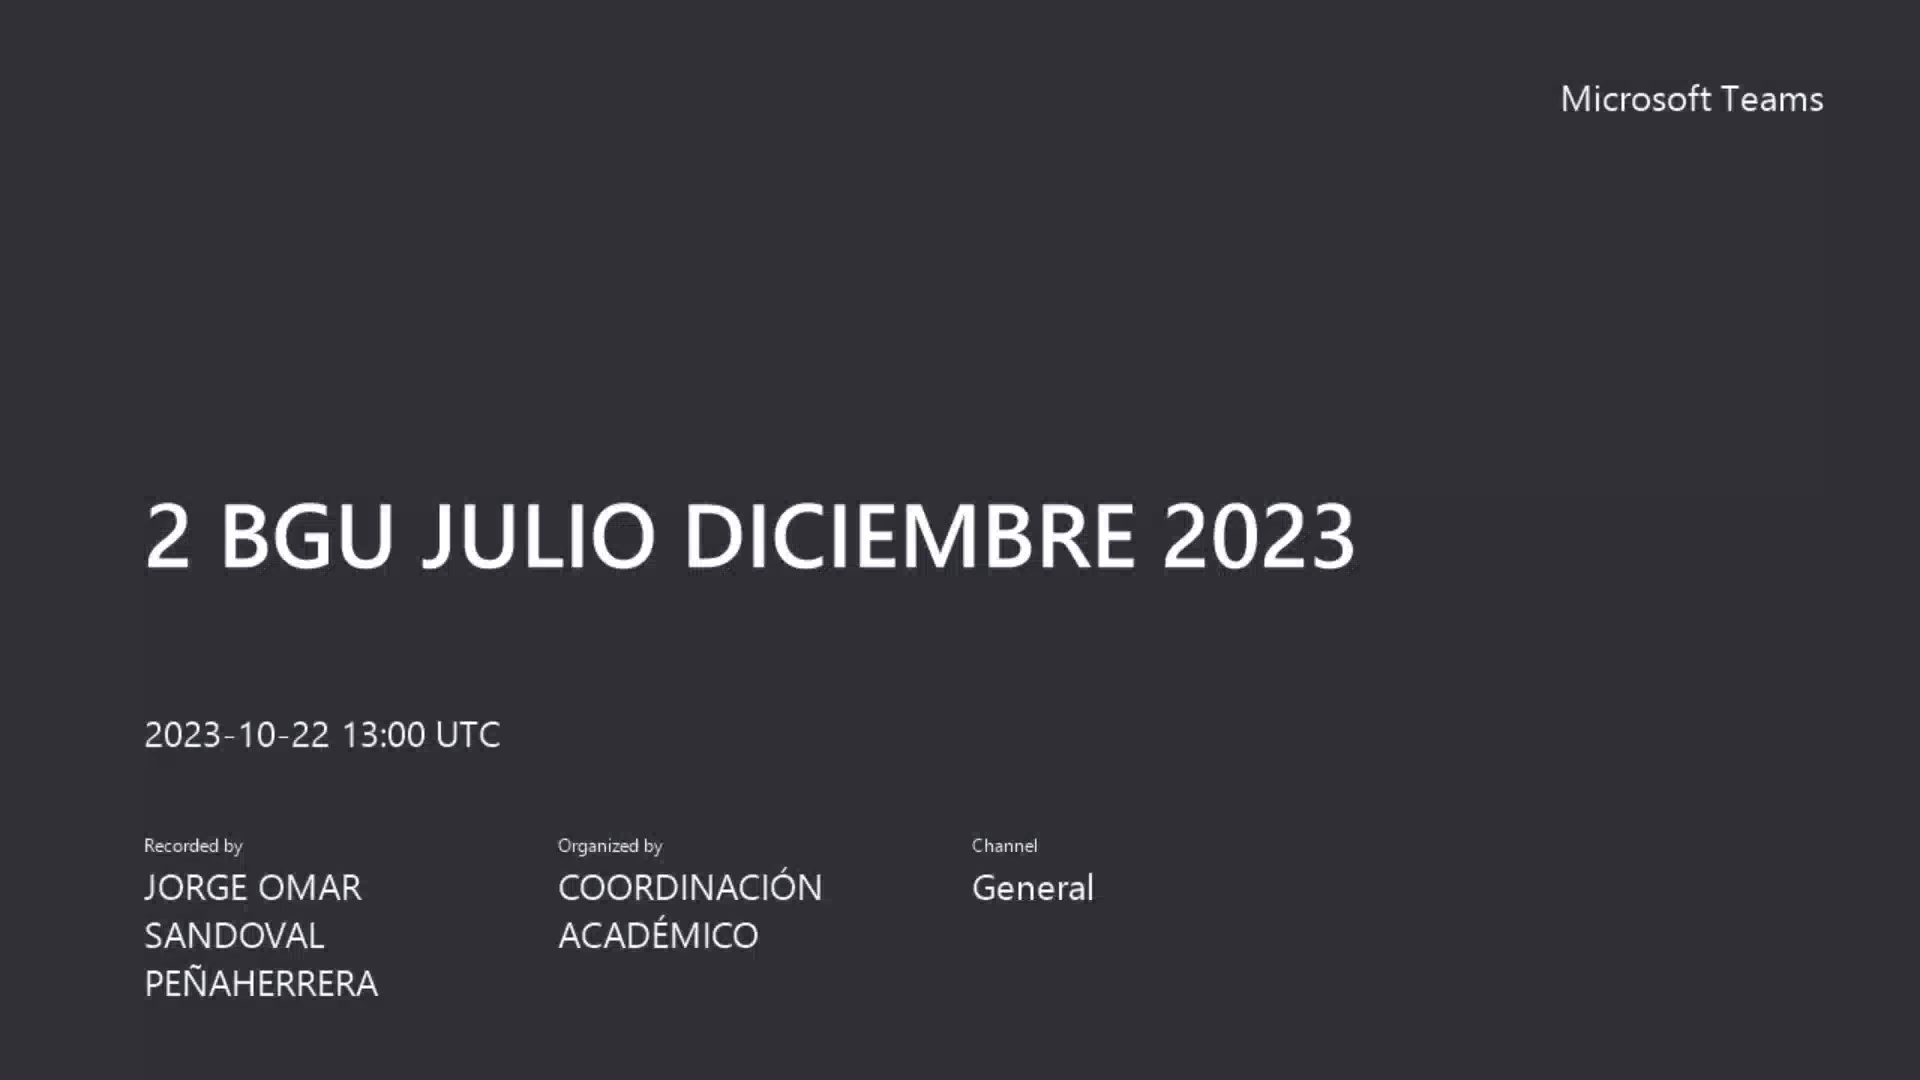 Microsoft Teams
2 BGU JULIO DICIEMBRE 2023
2023-10-22 13:00 UTC
Recorded by
JORGE OMAR
SANDOVAL
PEÑAHERRERA
Organized by
COORDINACIÓN
ACADÉMICO
Channel
General